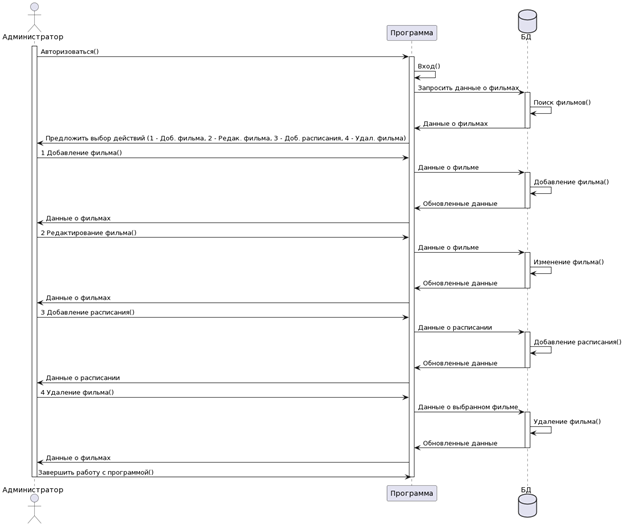 Администратор
Программа
БД
Авторизоваться()
Вход()
Запросить данные о фильмах
Поиск фильмов()
Данные о фильмах
Предложить выбор действий (1 - Доб. фильма, 2 - Редак. фильма, 3 - Доб. расписания, 4 - Удал. фильма)
1 Добавление фильма()
Данные о фильме
Добавление фильма()
Обновленные данные
Данные о фильмах
2 Редактирование фильма()
Данные о фильме
Изменение фильма()
Обновленные данные
Данные о фильмах
3 Добавление расписания()
Данные о расписании
Добавление расписания()
Обновленные данные
Данные о расписании
4 Удаление фильма()
Данные о выбранном фильме
Удаление фильма()
Обновленные данные
Данные о фильмах
Завершить работу с программой()
Администратор
Программа
БД